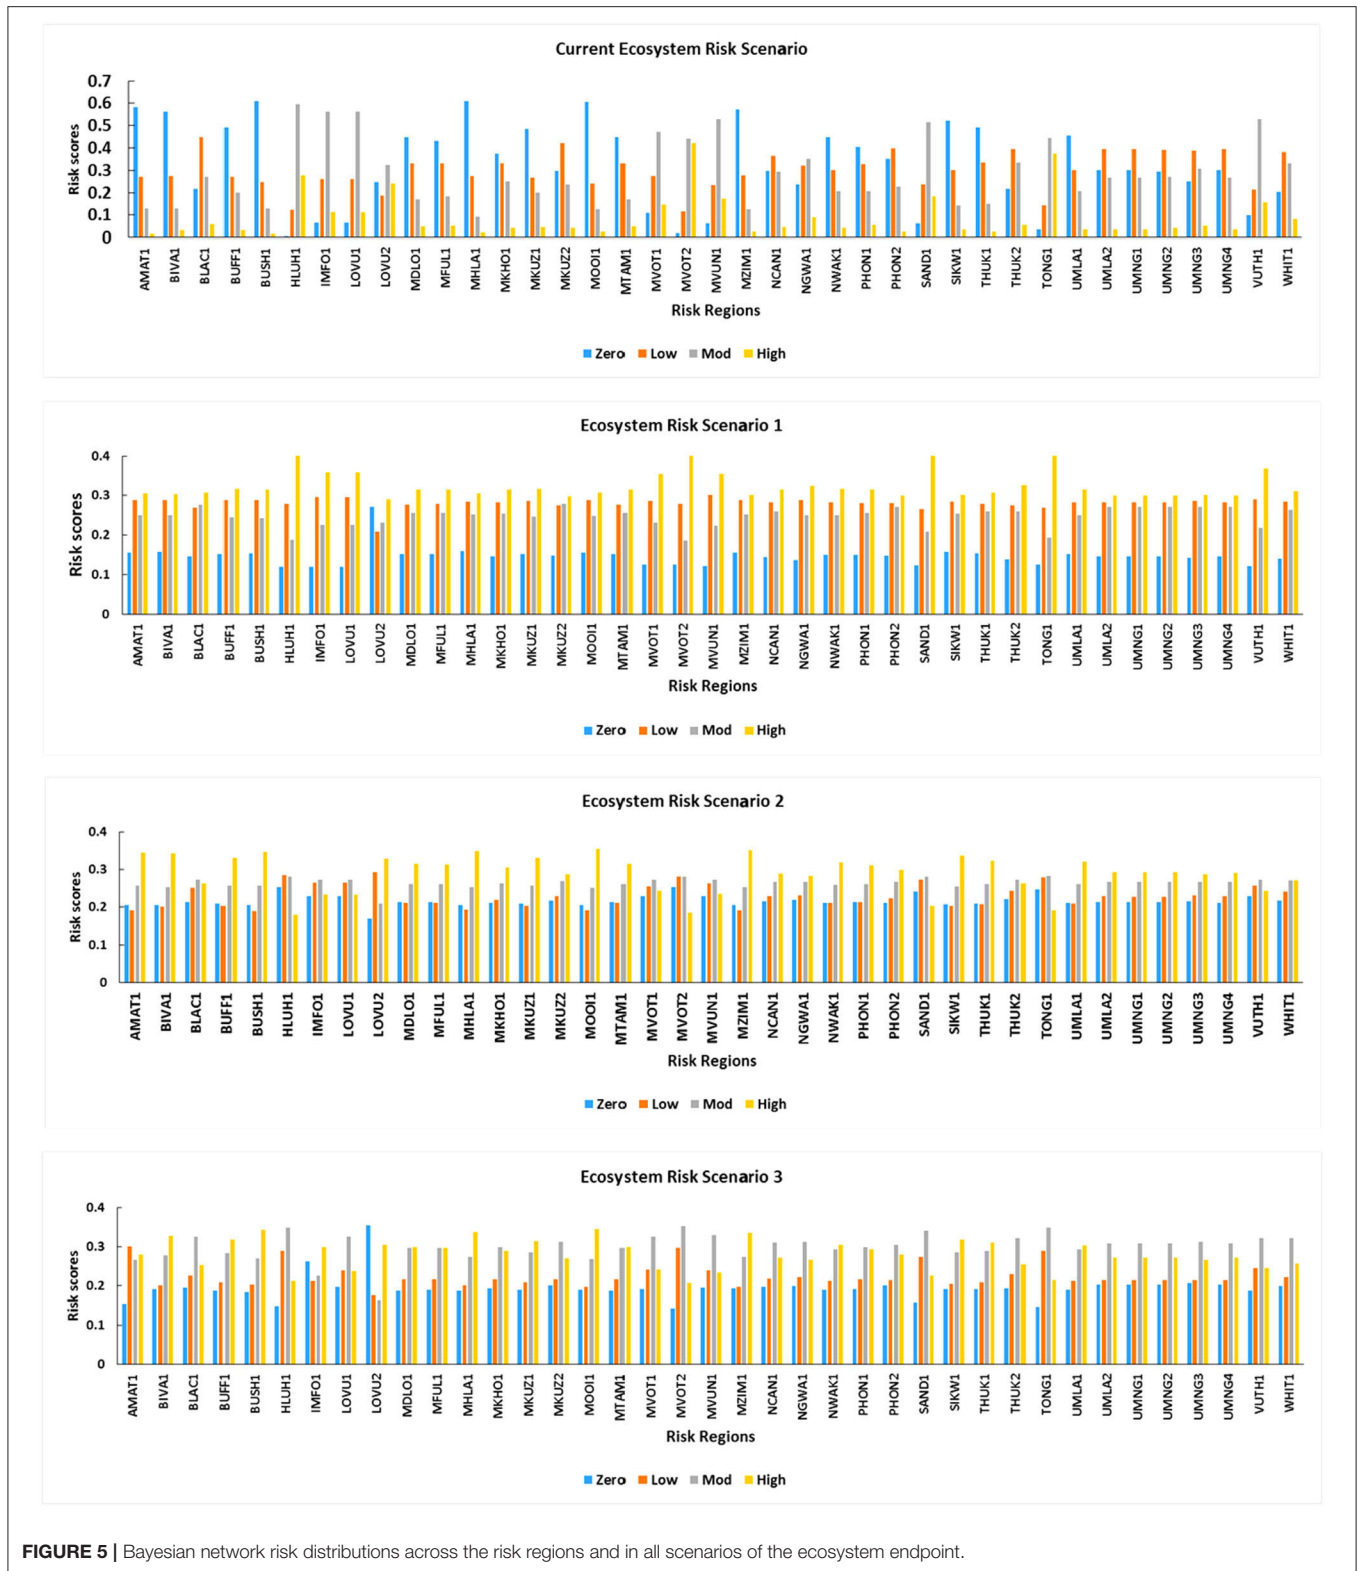 Current Ecosystem Risk Scenario
0.7
0.6
0.5
0.4
0.3
0.2
0.1
0
Risk scores
AMAT1 BIVA1 BLAC1 BUFF1 BUSH1 HLUH1 IMFO1 LOVU1 LOVU2 MDLO1 MFUL1 MHLA1 MKHO1 MKUZ1 MKUZ2 MOOI1 MTAM1 MVOT1 MVOT2 MVUN1 MZIM1 NCAN1 NGWA1 NWAK1 PHON1 PHON2 SAND1 SIKW1 THUK1 THUK2 TONG1 UMLA1 UMLA2 UMNG1 UMNG2 UMNG3 UMNG4 VUTH1 WHIT1
Risk Regions
Zero Low Mod High
Ecosystem Risk Scenario 1
0.4
0.3
0.2
0.1
0
Risk scores
AMAT1 BIVA1 BLAC1 BUFF1 BUSH1 HLUH1 IMFO1 LOVU1 LOVU2 MDLO1 MFUL1 MHLA1 MKHO1 MKUZ1 MKUZ2 MOOI1 MTAM1 MVOT1 MVOT2 MVUN1 MZIM1 NCAN1 NGWA1 NWAK1 PHON1 PHON2 SAND1 SIKW1 THUK1 THUK2 TONG1 UMLA1 UMLA2 UMNG1 UMNG2 UMNG3 UMNG4 VUTH1 WHIT1
Risk Regions
Zero Low Mod High
Ecosystem Risk Scenario 2
0.4
0.3
0.2
0.1
0
Risk scores
AMAT1 BIVA1 BLAC1 BUFF1 BUSH1 HLUH1 IMFO1 LOVU1 LOVU2 MDLO1 MFUL1 MHLA1 MKHO1 MKUZ1 MKUZ2 MOOI1 MTAM1 MVOT1 MVOT2 MVUN1 MZIM1 NCAN1 NGWA1 NWAK1 PHON1 PHON2 SAND1 SIKW1 THUK1 THUK2 TONG1 UMLA1 UMLA2 UMNG1 UMNG2 UMNG3 UMNG4 VUTH1 WHIT1
Risk Regions
Zero Low Mod High
Ecosystem Risk Scenario 3
0.4
0.3
0.2
0.1
0
Risk scores
AMAT1 BIVA1 BLAC1 BUFF1 BUSH1 HLUH1 IMFO1 LOVU1 LOVU2 MDLO1 MFUL1 MHLA1 MKHO1 MKUZ1 MKUZ2 MOOI1 MTAM1 MVOT1 MVOT2 MVUN1 MZIM1 NCAN1 NGWA1 NWAK1 PHON1 PHON2 SAND1 SIKW1 THUK1 THUK2 TONG1 UMLA1 UMLA2 UMNG1 UMNG2 UMNG3 UMNG4 VUTH1 WHIT1
Risk Regions
Zero Low Mod High
FIGURE 5 | Bayesian network risk distributions across the risk regions and in all scenarios of the ecosystem endpoint.